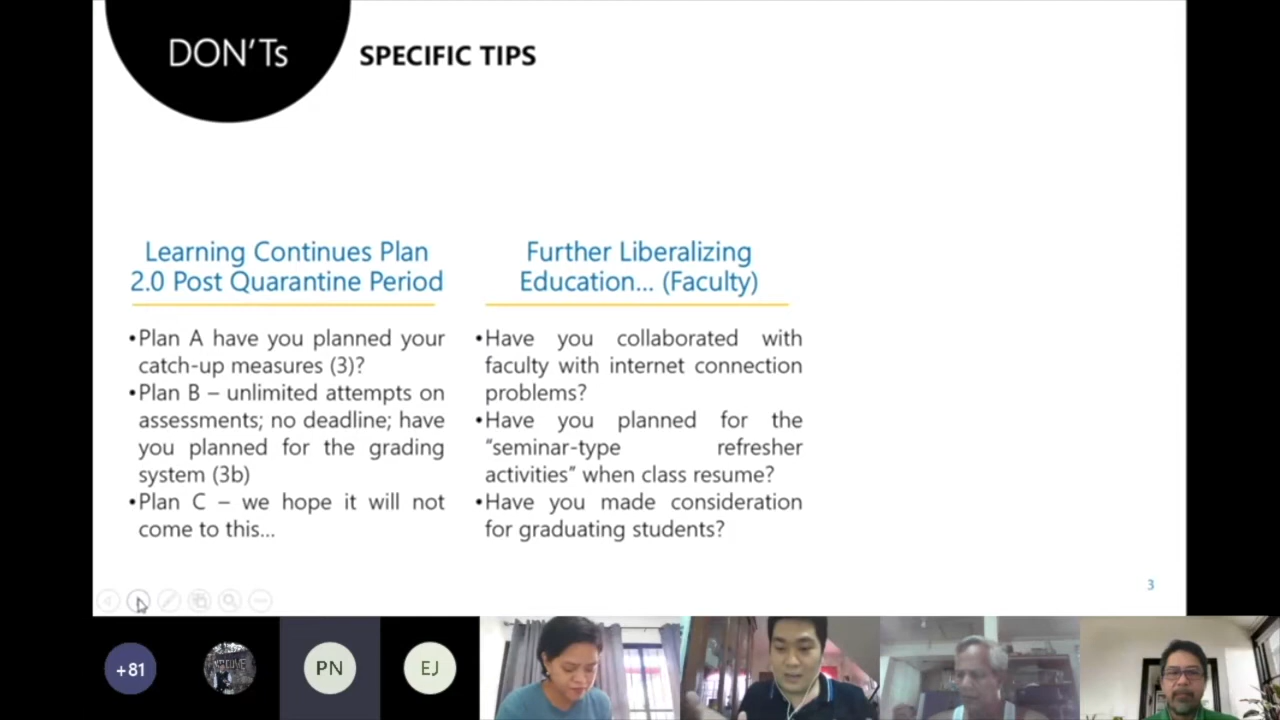 DON'Ts
SPECIFIC TIPS
Learning Continues Plan
2.0 Post Quarantine Period
•Plan A have you planned your
catch-up measures (3)?
•Plan B – unlimited attempts on
assessments; no deadline; have
you planned for the grading
system (3b)
•Plan C – we hope it will not
come to this...
Further Liberalizing
Education... (Faculty)
•Have you collaborated with
faculty with internet connection
problems?
•Have you planned for the
“seminar-type refresher
activities” when class resume?
•Have you made consideration
for graduating students?
3
+81
PN
EJ